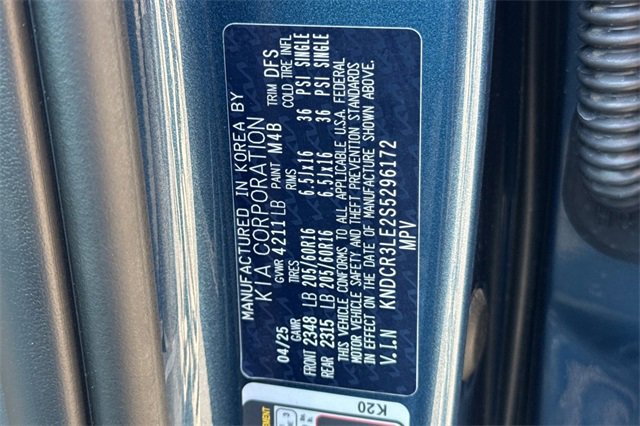 MANUFACTURED IN KOREA BY
KIA CORPORATION
04/25 GVWR 4211LB PAINT M4B TRIM DFS
GAWR TIRES RIMS COLD TIRE INFL
FRONT 2348 LB 205/60R16 6.5Jx16 36 PSI SINGLE
REAR 2315 LB 205/60R16 6.5Jx16 36 PSI SINGLE
THIS VEHICLE CONFORMS TO ALL APPLICABLE U.S.A. FEDERAL
MOTOR VEHICLE SAFETY AND THEFT PREVENTION STANDARDS
IN EFFECT ON THE DATE OF MANUFACTURE SHOWN ABOVE.
V.I.N KNDCR3LE2S5296172
MPV
K20